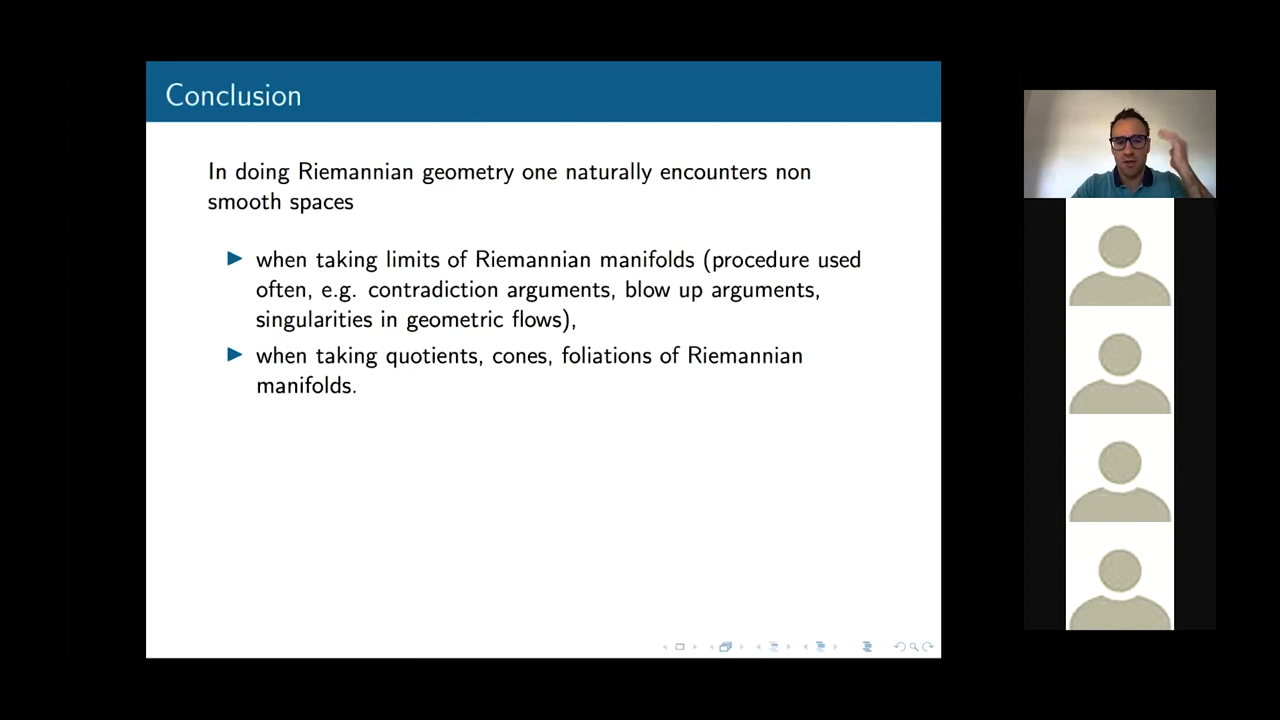 Conclusion
In doing Riemannian geometry one naturally encounters non
smooth spaces
when taking limits of Riemannian manifolds (procedure used
often, e.g. contradiction arguments, blow up arguments,
singularities in geometric flows),
when taking quotients, cones, foliations of Riemannian
manifolds.